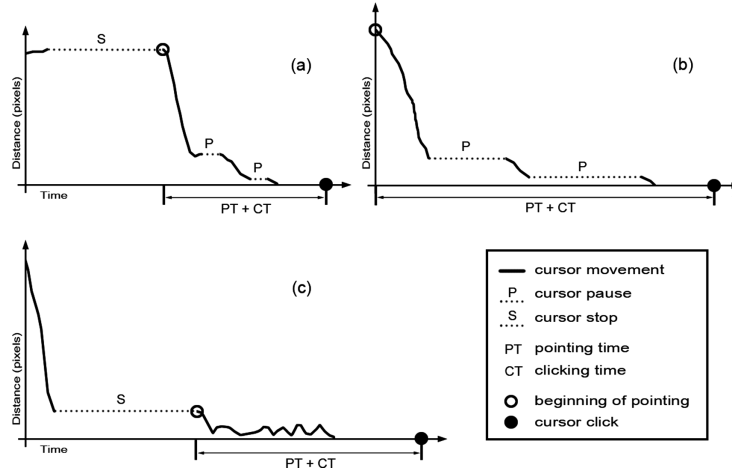 Distance (pixels)
S
(a)
P
P
Time
PT + CT
Distance (pixels)
(b)
P
P
PT + CT
Distance (pixels)
(c)
S
Time
PT + CT
cursor movement
P cursor pause
S cursor stop
PT pointing time
CT clicking time
beginning of pointing
cursor click